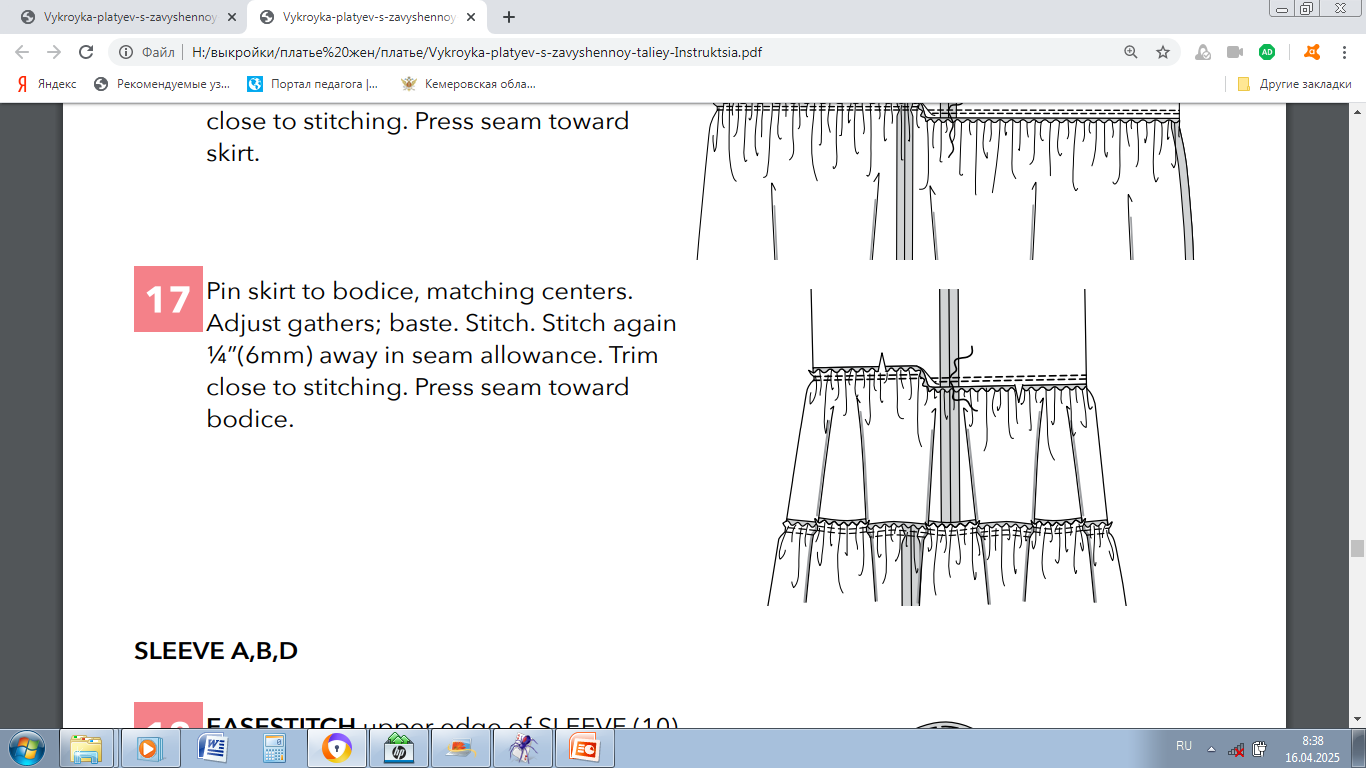 Vykroyka-platyev-s-zavyshennoy
Vykroyka-platyev-s-zavyshennoy
Файл
H:/выкройки/платье%20жен/платье/Vykroyka-platyev-s-zavyshennoy-taliey-Instruktsia.pdf
Яндекс
Рекомендуемые уз...
Портал педагога |...
Кемеровская обла...
Другие закладки
close to stitching. Press seam toward
skirt.
17
Pin skirt to bodice, matching centers.
Adjust gathers; baste. Stitch. Stitch again
¼”(6mm) away in seam allowance. Trim
close to stitching. Press seam toward
bodice.
SLEEVE A,B,D
EASESTITCH upper edge of SLEEVE (10)
RU
8:38
16.04.2025